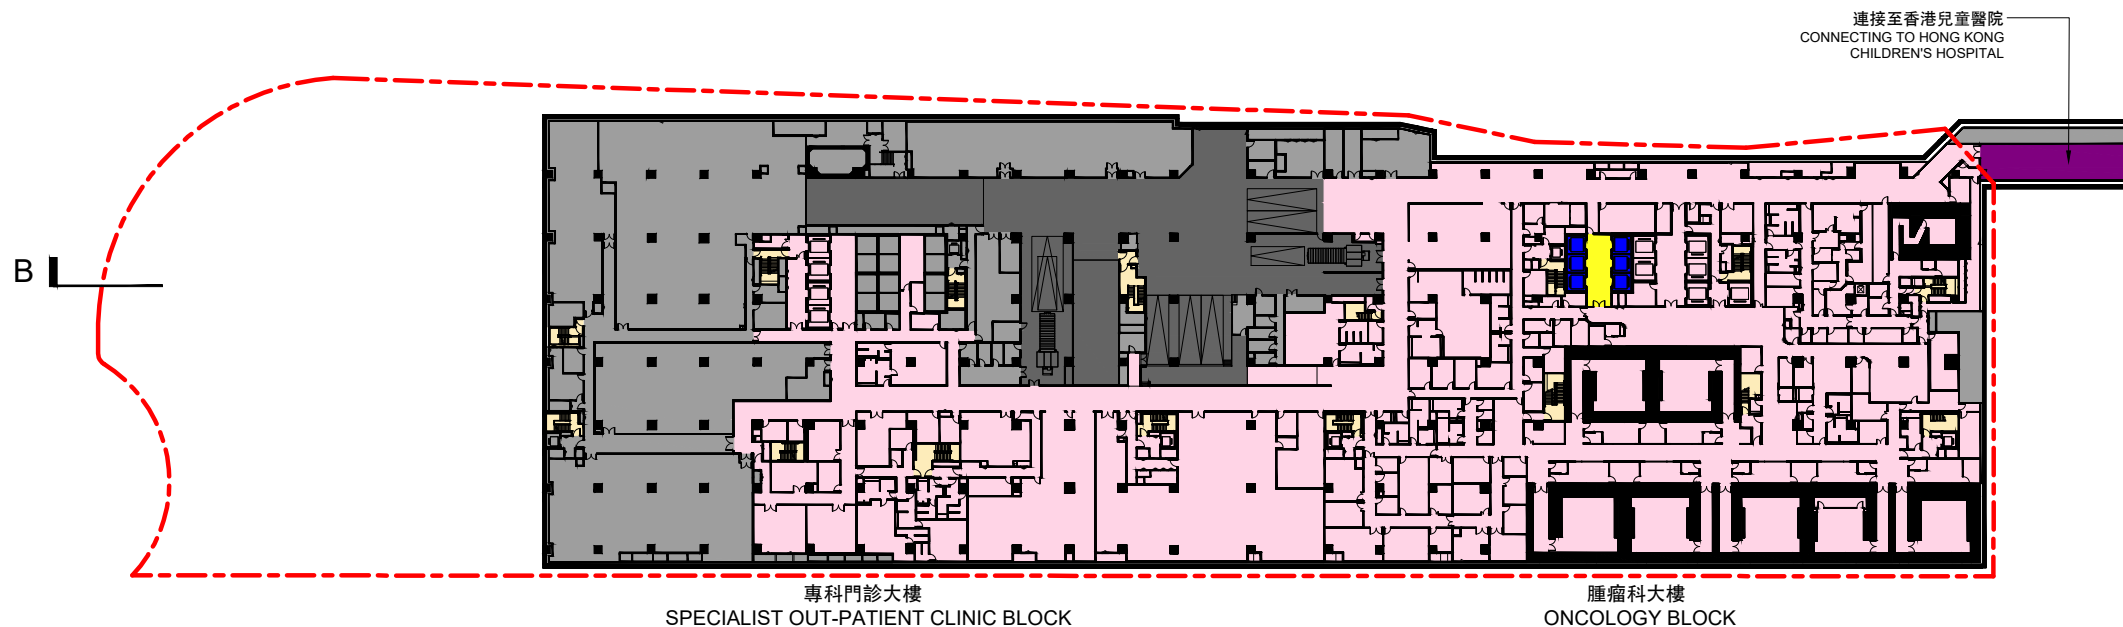 連接至香港兒童醫院
CONNECTING TO HONG KONG
CHILDREN'S HOSPITAL
B
專科門診大樓
SPECIALIST OUT-PATIENT CLINIC BLOCK
腫瘤科大樓
ONCOLOGY BLOCK